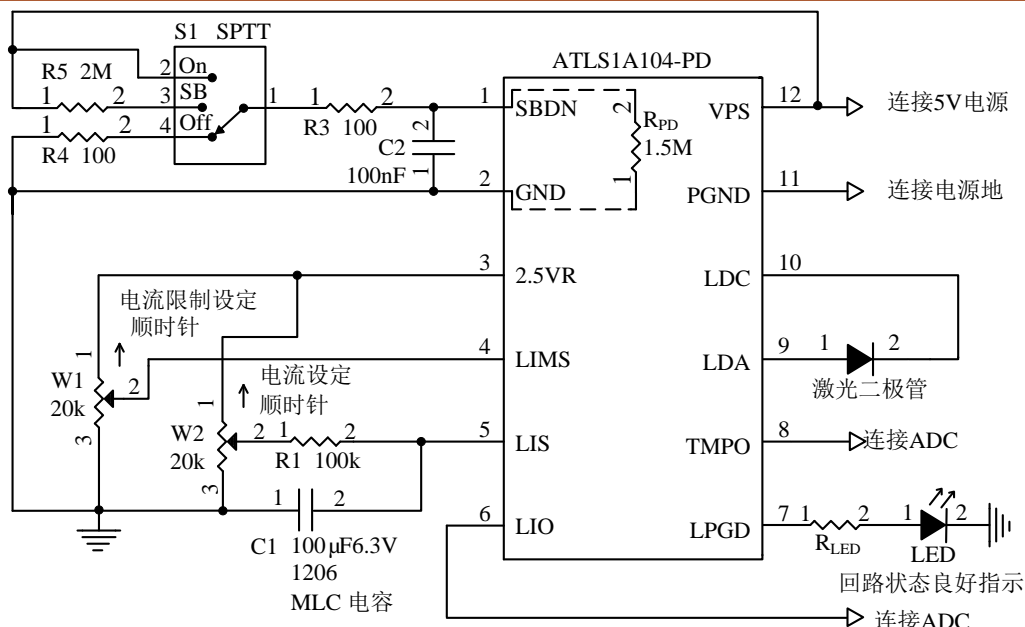 S1 SPTT
ATLS1A104-PD
R5 2M
1
2
2
On
3
SB
4
Off
1
1
2
R4 100
1
2
R3 100
2
C2
1
100nF
1
SBDN
2
GND
2
R_PD
1.5M
1
VPS
12
连接5V电源
PGND
11
连接电源地
3
2.5VR
LDC
10
电流限制设定
顺时针
4
LIMS
LDA
9
1
2
激光二极管
1
W1
20k
2
3
电流设定
顺时针
1
W2
20k
2
3
1
2
R1 100k
5
LIS
TMPO
8
连接ADC
1
2
C1 100μF6.3V
1206
MLC 电容
6
LIO
LPGD
7
1
2
R_LED
1
2
LED
回路状态良好指示
连接ADC